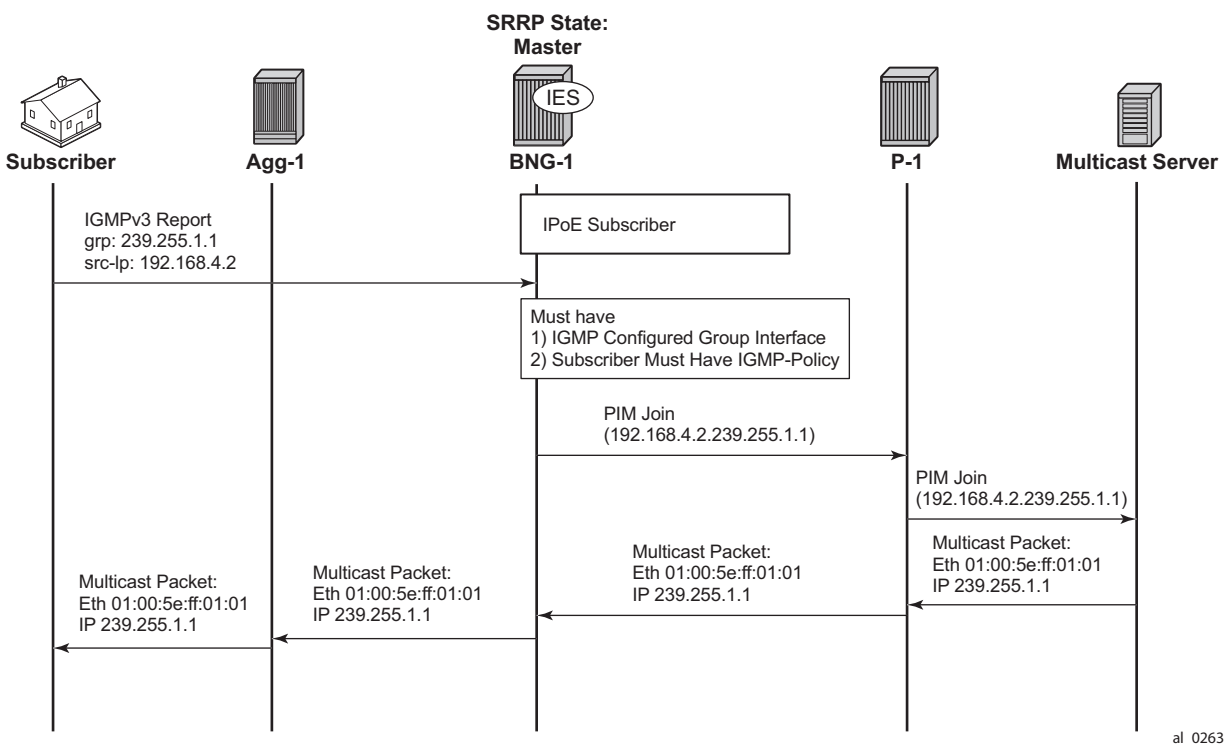 SRRP State:
Master
IES
Subscriber
Agg-1
BNG-1
P-1
Multicast Server
IGMPv3 Report
grp: 239.255.1.1
src-lp: 192.168.4.2
IPoE Subscriber
Must have
1) IGMP Configured Group Interface
2) Subscriber Must Have IGMP-Policy
PIM Join
(192.168.4.2.239.255.1.1)
PIM Join
(192.168.4.2.239.255.1.1)
Multicast Packet:
Eth 01:00:5e:ff:01:01
IP 239.255.1.1
Multicast Packet:
Eth 01:00:5e:ff:01:01
IP 239.255.1.1
Multicast Packet:
Eth 01:00:5e:ff:01:01
IP 239.255.1.1
Multicast Packet:
Eth 01:00:5e:ff:01:01
IP 239.255.1.1
al_0263